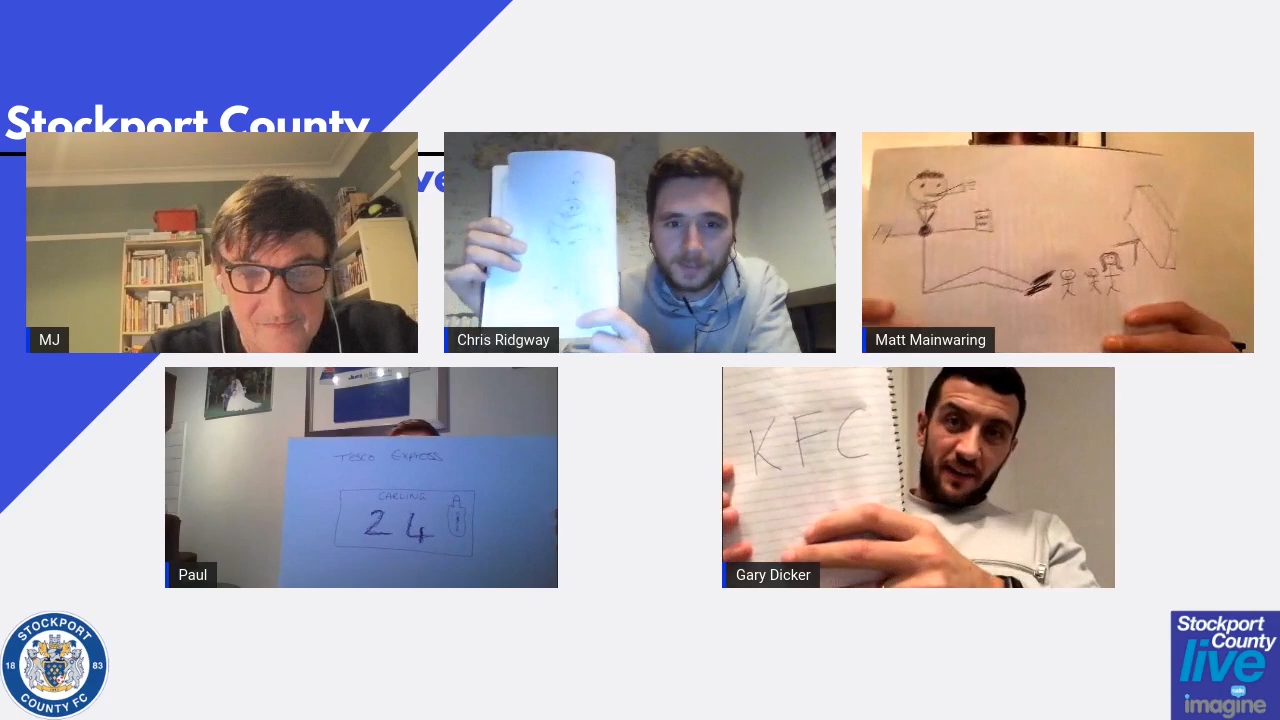 Stockport County
ve
MJ
Chris Ridgway
Matt Mainwaring
TESCO EXPRESS
CARLING
24
Paul
KFC
Gary Dicker
STOCKPORT
18 83
COUNTY FC
Stockport
County
live
radio
imagine